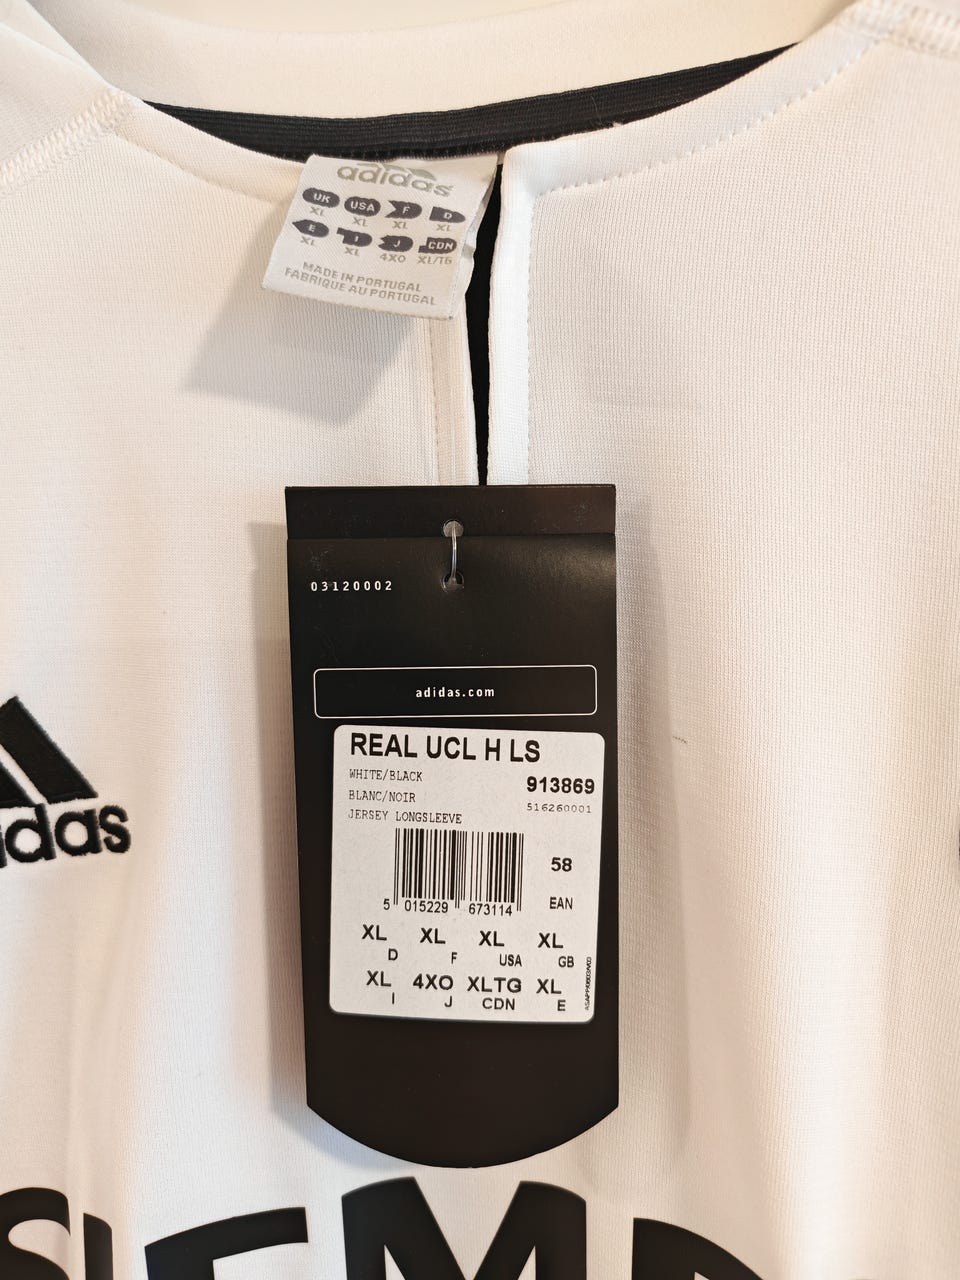 adidas
UK USA F D
XL XL XL XL
E I J CDN
XL XL 4XO XL/TG
MADE IN PORTUGAL
FABRIQUE AU PORTUGAL
03120002
adidas.com
REAL UCL H LS
WHITE/BLACK 913869
BLANC/NOIR 516260001
JERSEY LONGSLEEVE
58
5 015229 673114 EAN
XL XL XL XL
D F USA GB
XL 4XO XLTG XL
I J CDN E
didas
SIEM